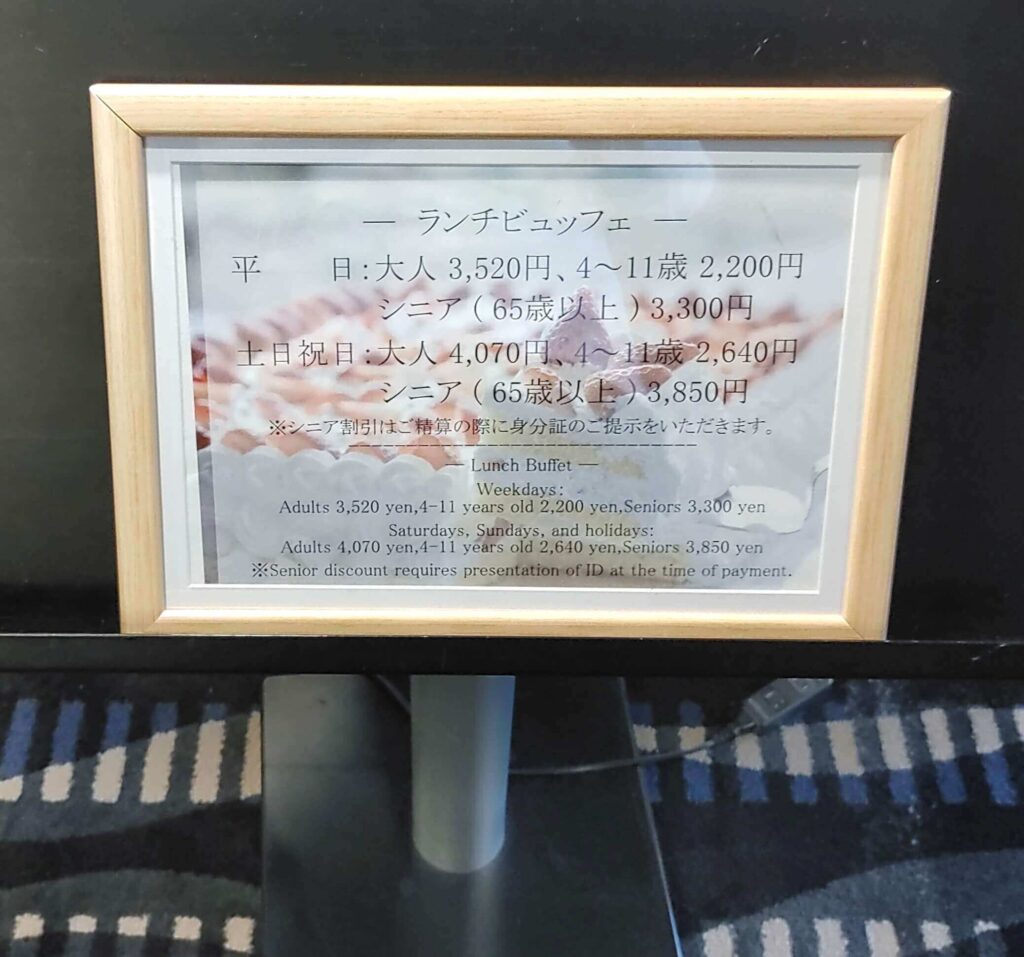 — ランチビュッフェ —
平 日:大人 3,520円、4～11歳 2,200円
シニア ( 65歳以上 ) 3,300円
土日祝日:大人 4,070円、4～11歳 2,640円
シニア ( 65歳以上 ) 3,850円
※シニア割引はご精算の際に身分証のご提示をいただきます。
— Lunch Buffet —
Weekdays:
Adults 3,520 yen,4-11 years old 2,200 yen,Seniors 3,300 yen
Saturdays, Sundays, and holidays:
Adults 4,070 yen,4-11 years old 2,640 yen,Seniors 3,850 yen
※Senior discount requires presentation of ID at the time of payment.